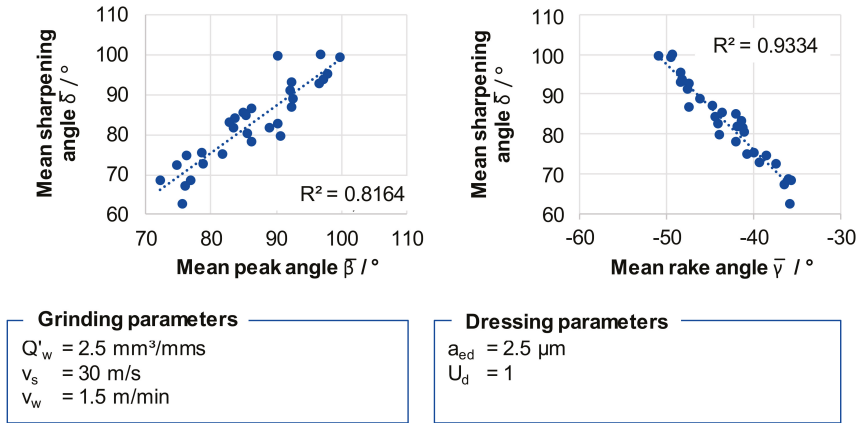 Mean sharpening
angle δ̅ / °
110
100
90
80
70
60
R² = 0.8164
70
80
90
100
110
Mean peak angle β̅ / °
Mean sharpening
angle δ̅ / °
110
100
90
80
70
60
R² = 0.9334
-60
-50
-40
-30
Mean rake angle γ̅ / °
Grinding parameters
Q'w = 2.5 mm³/mms
vs = 30 m/s
vw = 1.5 m/min
Dressing parameters
aed = 2.5 µm
Ud = 1